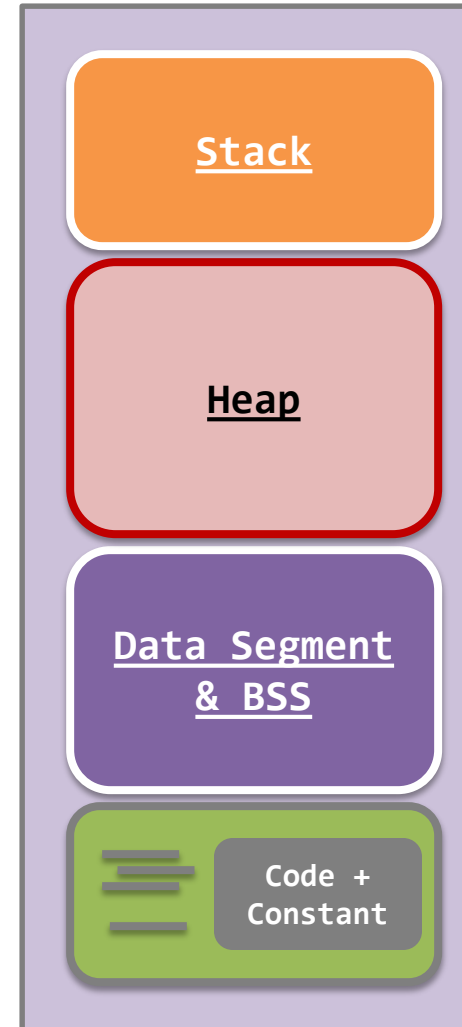 Stack
Heap
Data Segment
& BSS
Code +
Constant